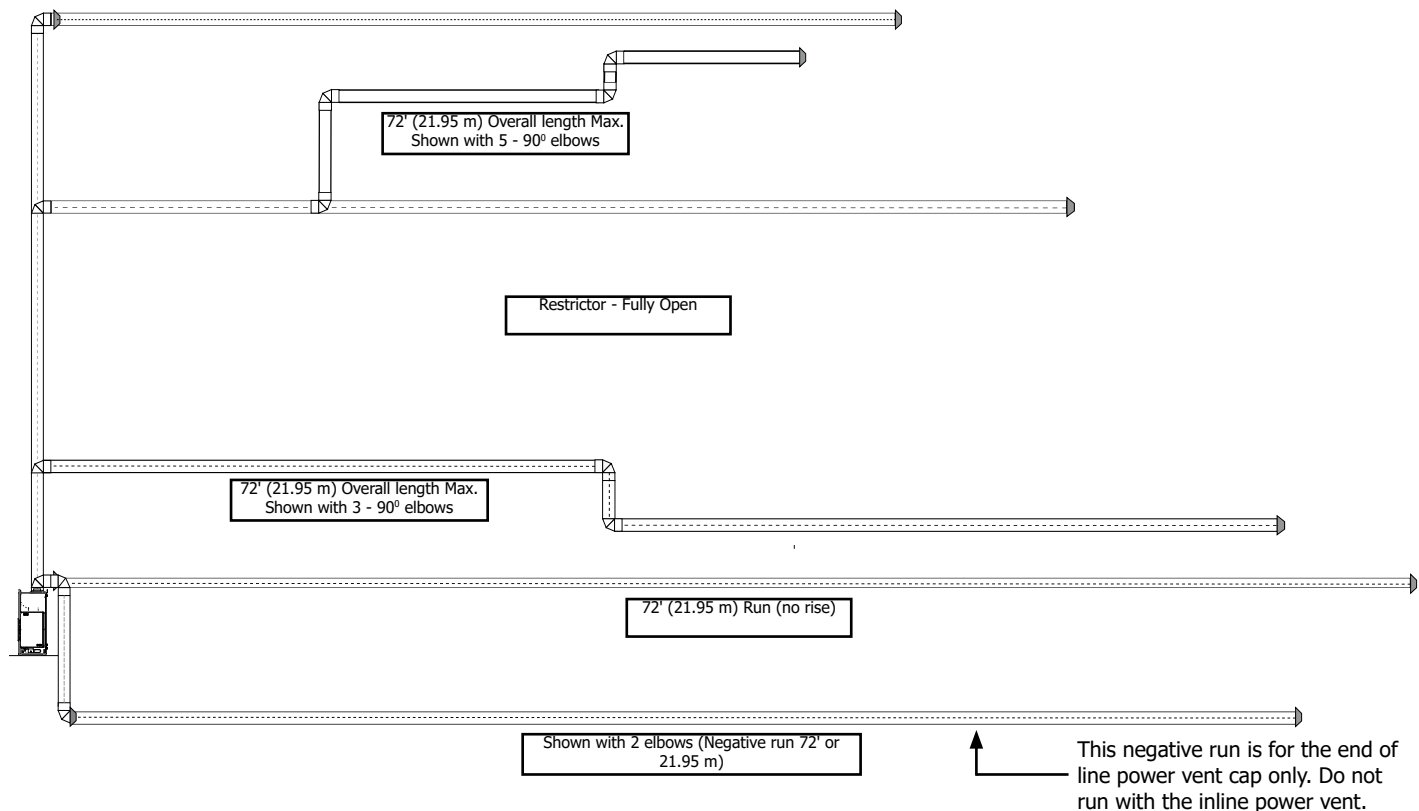 72' (21.95 m) Overall length Max.
Shown with 5 - 90⁰ elbows
Restrictor - Fully Open
72' (21.95 m) Overall length Max.
Shown with 3 - 90⁰ elbows
72' (21.95 m) Run (no rise)
Shown with 2 elbows (Negative run 72' or
21.95 m)
This negative run is for the end of
line power vent cap only. Do not
run with the inline power vent.